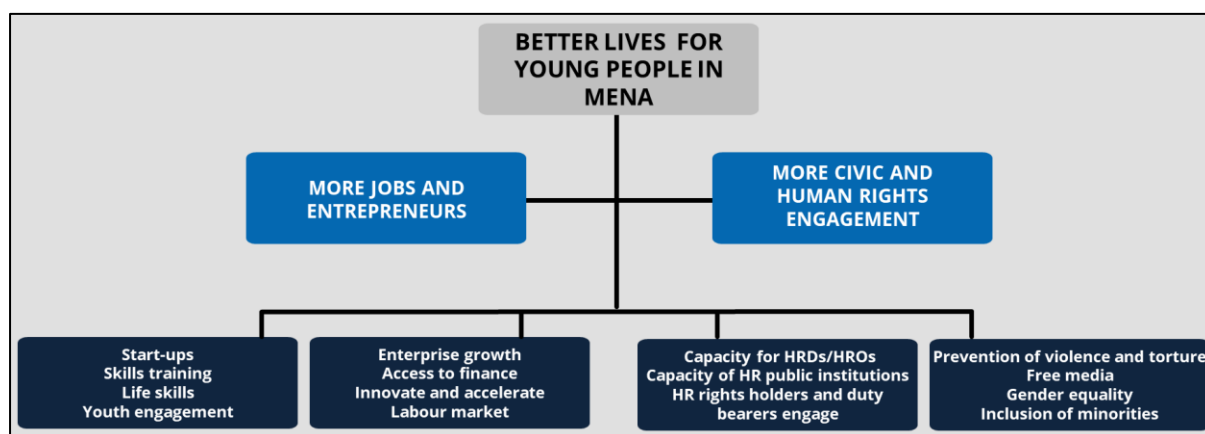 BETTER LIVES FOR
YOUNG PEOPLE IN
MENA
MORE JOBS AND
ENTREPRENEURS
MORE CIVIC AND
HUMAN RIGHTS
ENGAGEMENT
Start-ups
Skills training
Life skills
Youth engagement
Enterprise growth
Access to finance
Innovate and accelerate
Labour market
Capacity for HRDs/HROs
Capacity of HR public institutions
HR rights holders and duty
bearers engage
Prevention of violence and torture
Free media
Gender equality
Inclusion of minorities